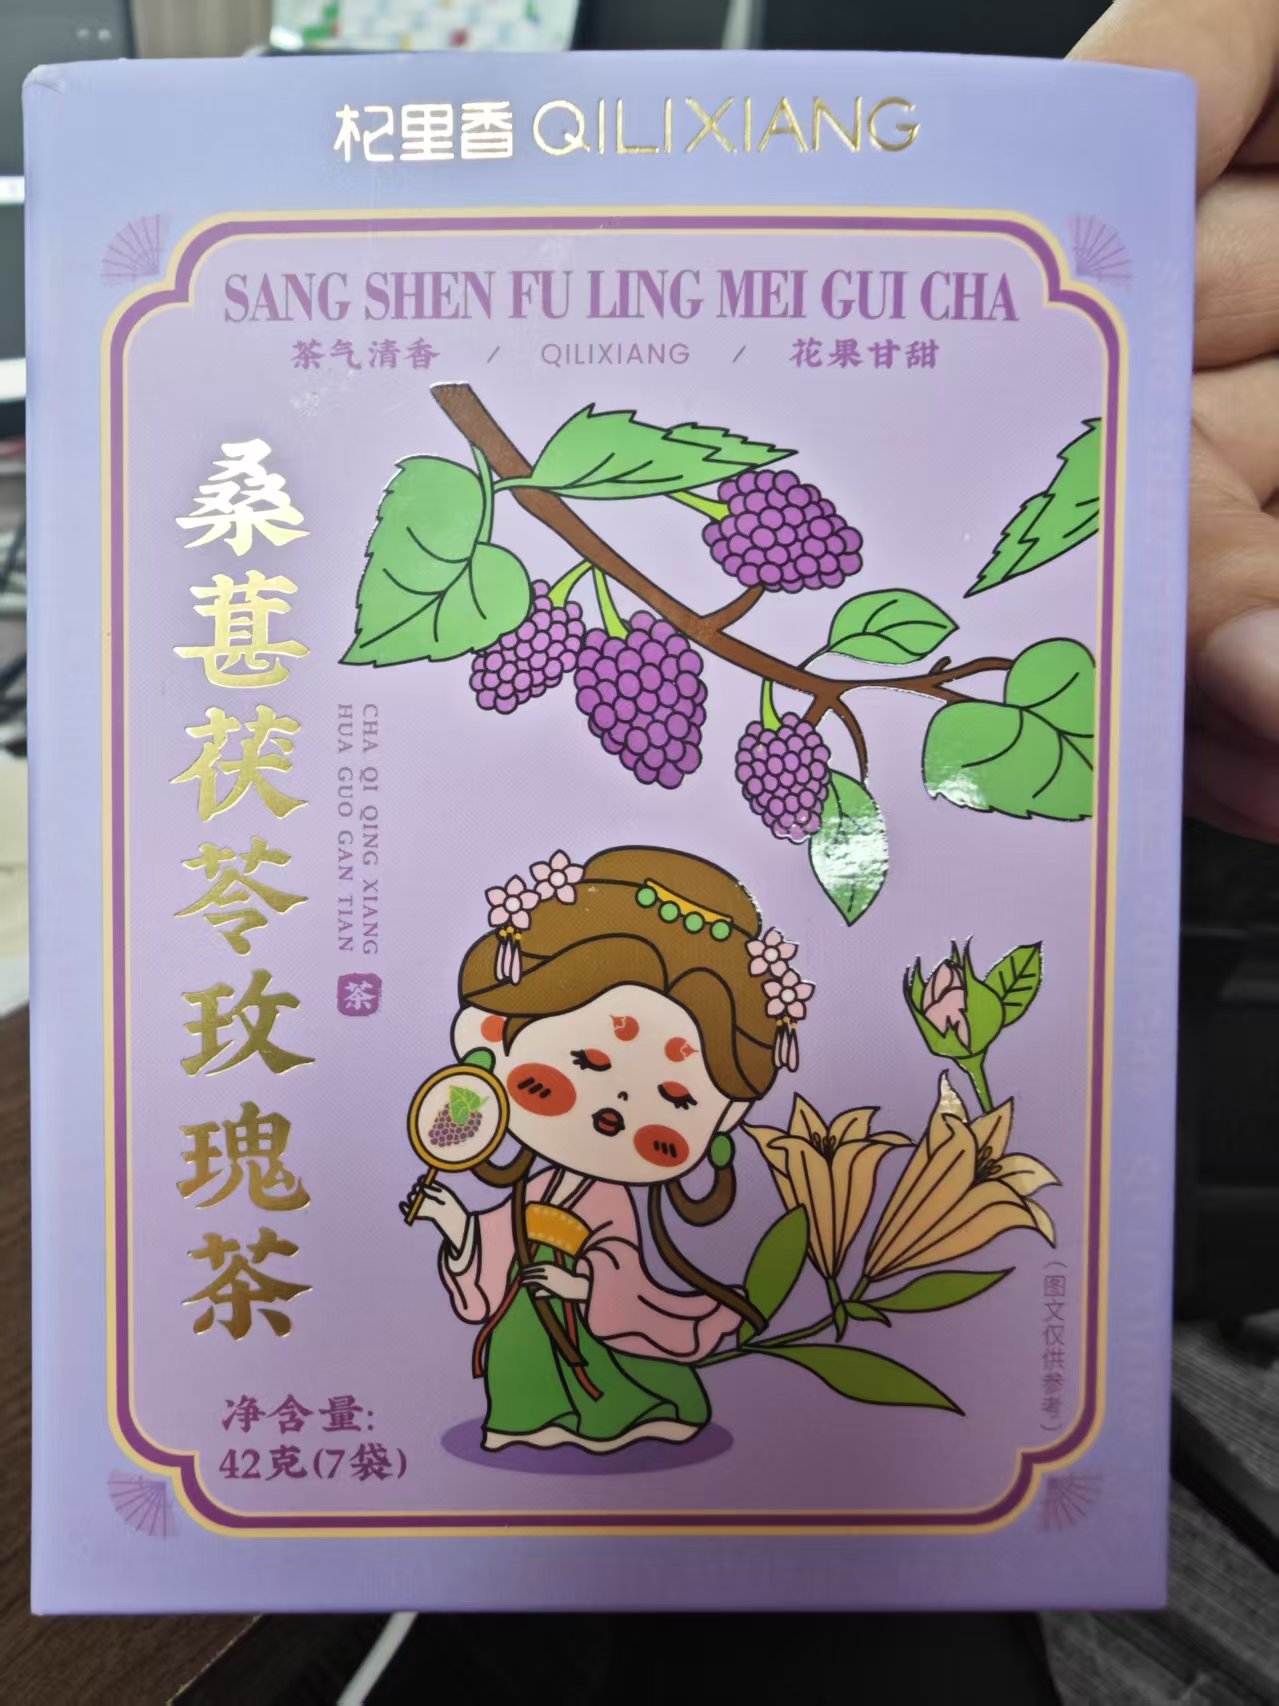 杞里香 QILIXIANG
SANG SHEN FU LING MEI GUI CHA
茶气清香 / QILIXIANG / 花果甘甜
桑葚茯苓玫瑰茶
CHA QI QING XIANG
HUA GUO GAN TIAN
茶
(图文仅供参考)
净含量:
42克(7袋)